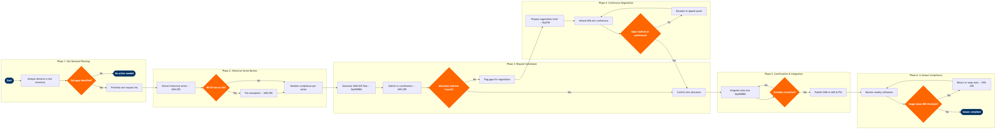 Phase 1: Slot Demand Planning
Start
Analyse demand vs slot
Inventory
Slot gaps identified?
No
No action needed
Yes
Prioritise slot request list
Phase 2: Historical Series Review
Extract historical series –
IATA CRS
80/20 rule at risk?
No
Yes
File exemption – IATA CRS
Validate compliance per
series
Phase 3: Request Submission
Generate SSIM SCR files –
SkyWORKS
Submit to coordinators –
IATA CRS
Allocation matches
request?
No
Flag gaps for negotiation
Yes
Confirm slot allocation
Phase 4: Conference Negotiation
Prepare negotiation brief
– SkySYM
Attend IATA slot conference
Gaps resolved at
conference?
No
Escalate to appeal panel
Yes
Phase 5: Confirmation & Integration
Integrate slots into
SkyWORKS
No
Schedule reconciled?
Yes
Publish SSIM to GDS & PSS
Phase 6: In-Season Compliance
Monitor weekly utilisation
Usage below 80% threshold?
Yes
Return or swap slots – IATA
CRS
No
Season compliant